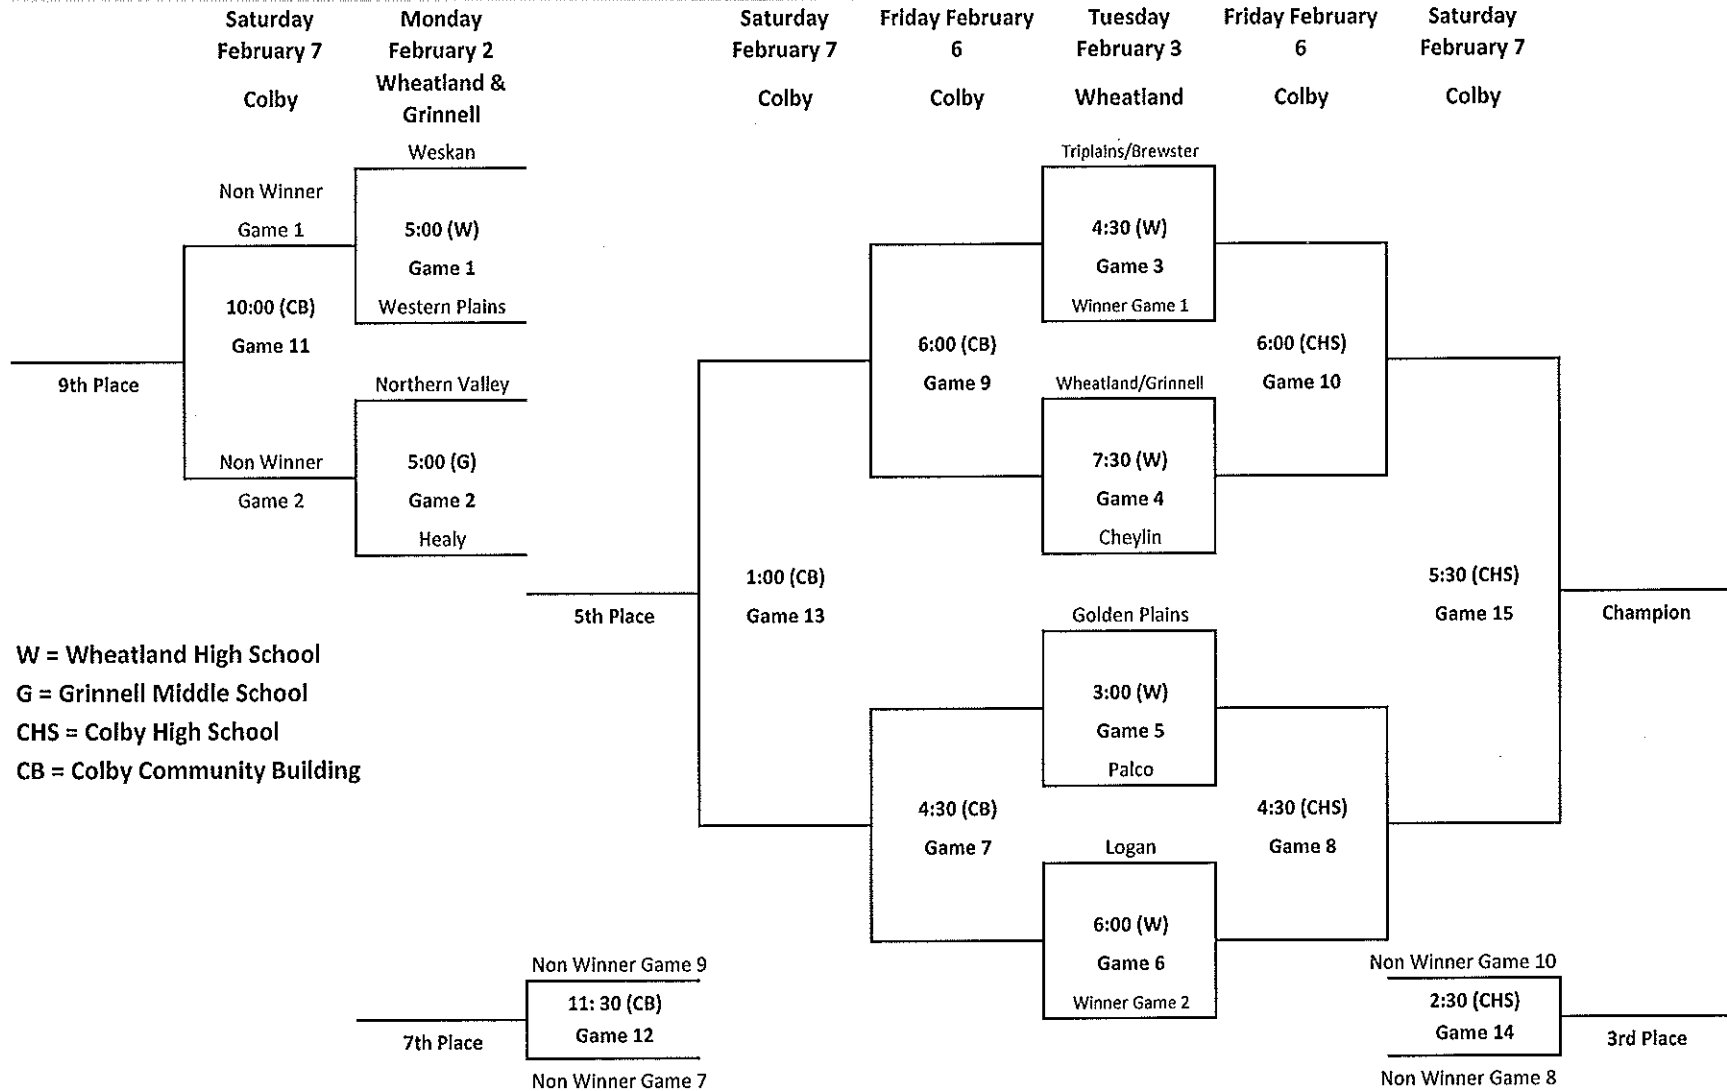 Saturday
February 7
Colby
Monday
February 2
Wheatland &
Grinnell
Saturday
February 7
Colby
Friday February
6
Colby
Tuesday
February 3
Wheatland
Friday February
6
Colby
Saturday
February 7
Colby
Weskan
Non Winner
Game 1
5:00 (W)
Game 1
Western Plains
10:00 (CB)
Game 11
9th Place
Northern Valley
Non Winner
Game 2
5:00 (G)
Game 2
Healy
W = Wheatland High School
G = Grinnell Middle School
CHS = Colby High School
CB = Colby Community Building
5th Place
1:00 (CB)
Game 13
6:00 (CB)
Game 9
4:30 (CB)
Game 7
Triplains/Brewster
4:30 (W)
Game 3
Winner Game 1
Wheatland/Grinnell
7:30 (W)
Game 4
Cheylin
Golden Plains
3:00 (W)
Game 5
Palco
Logan
6:00 (W)
Game 6
Winner Game 2
6:00 (CHS)
Game 10
4:30 (CHS)
Game 8
5:30 (CHS)
Game 15
Champion
Non Winner Game 9
11: 30 (CB)
Game 12
7th Place
Non Winner Game 7
Non Winner Game 10
2:30 (CHS)
Game 14
3rd Place
Non Winner Game 8